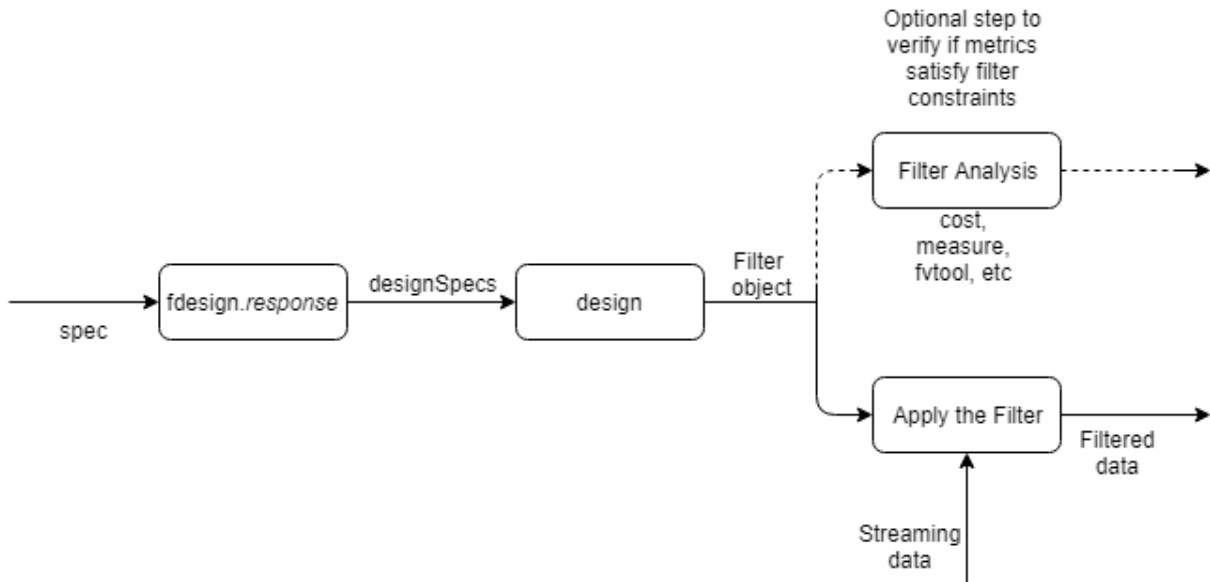 Optional step to
verify if metrics
satisfy filter
constraints
Filter Analysis
cost,
measure,
fvtool, etc
spec
fdesign.response
designSpecs
design
Filter
object
Apply the Filter
Filtered
data
Streaming
data